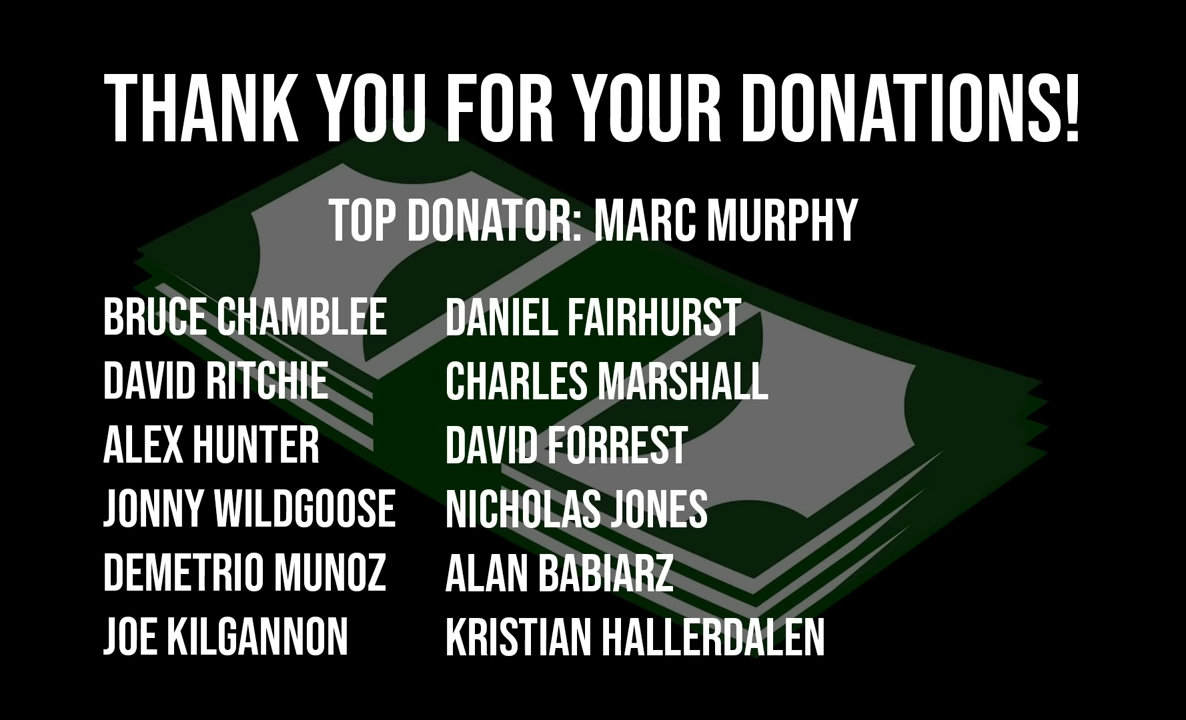 THANK YOU FOR YOUR DONATIONS!
TOP DONATOR: MARC MURPHY
BRUCE CHAMBLEE
DAVID RITCHIE
ALEX HUNTER
JONNY WILDGOOSE
DEMETRIO MUNOZ
JOE KILGANNON
DANIEL FAIRHURST
CHARLES MARSHALL
DAVID FORREST
NICHOLAS JONES
ALAN BABIARZ
KRISTIAN HALLERDALEN